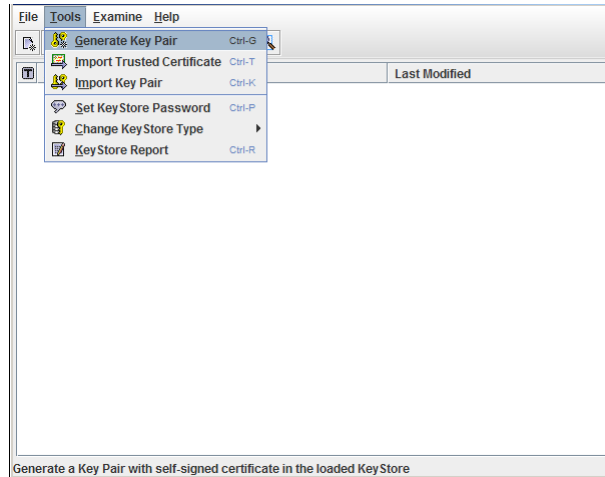 File Tools Examine Help
Generate Key Pair Ctrl-G
Import Trusted Certificate Ctrl-T
Import Key Pair Ctrl-K
Set KeyStore Password Ctrl-P
Change KeyStore Type
KeyStore Report Ctrl-R
T Last Modified
Generate a Key Pair with self-signed certificate in the loaded KeyStore